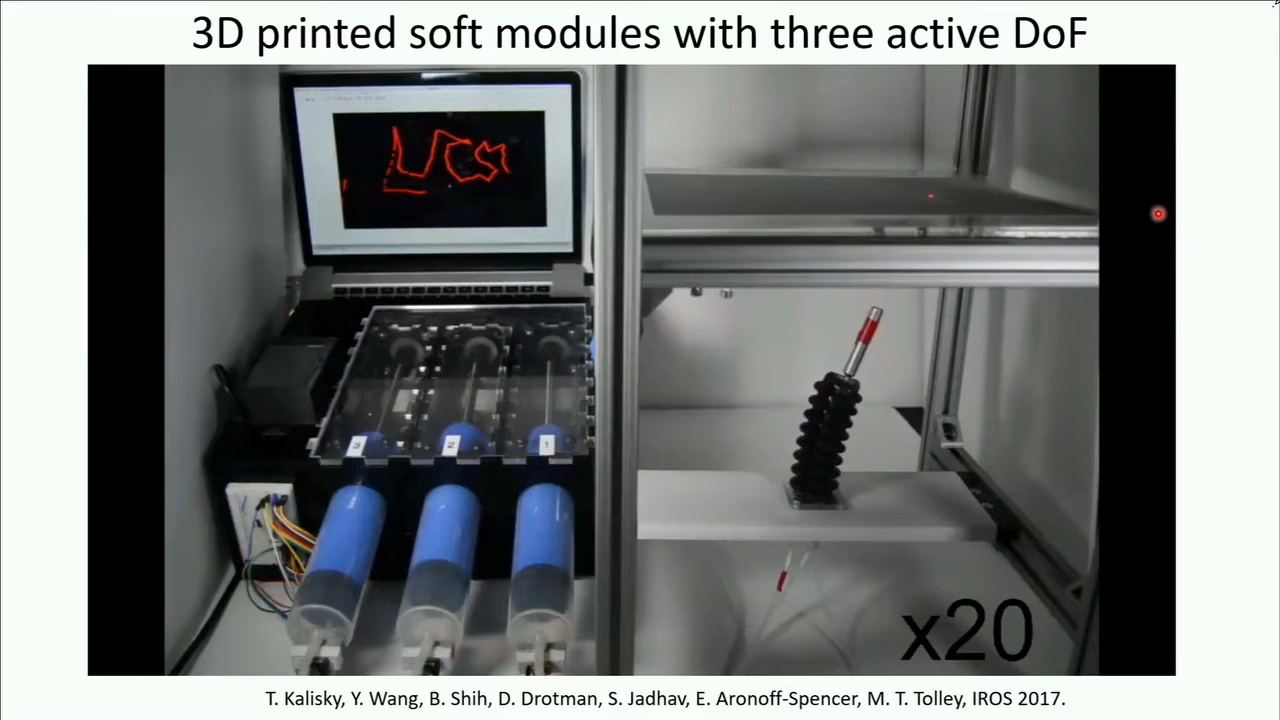 3D printed soft modules with three active DoF
UCS
3
2
1
x20
T. Kalisky, Y. Wang, B. Shih, D. Drotman, S. Jadhav, E. Aronoff-Spencer, M. T. Tolley, IROS 2017.